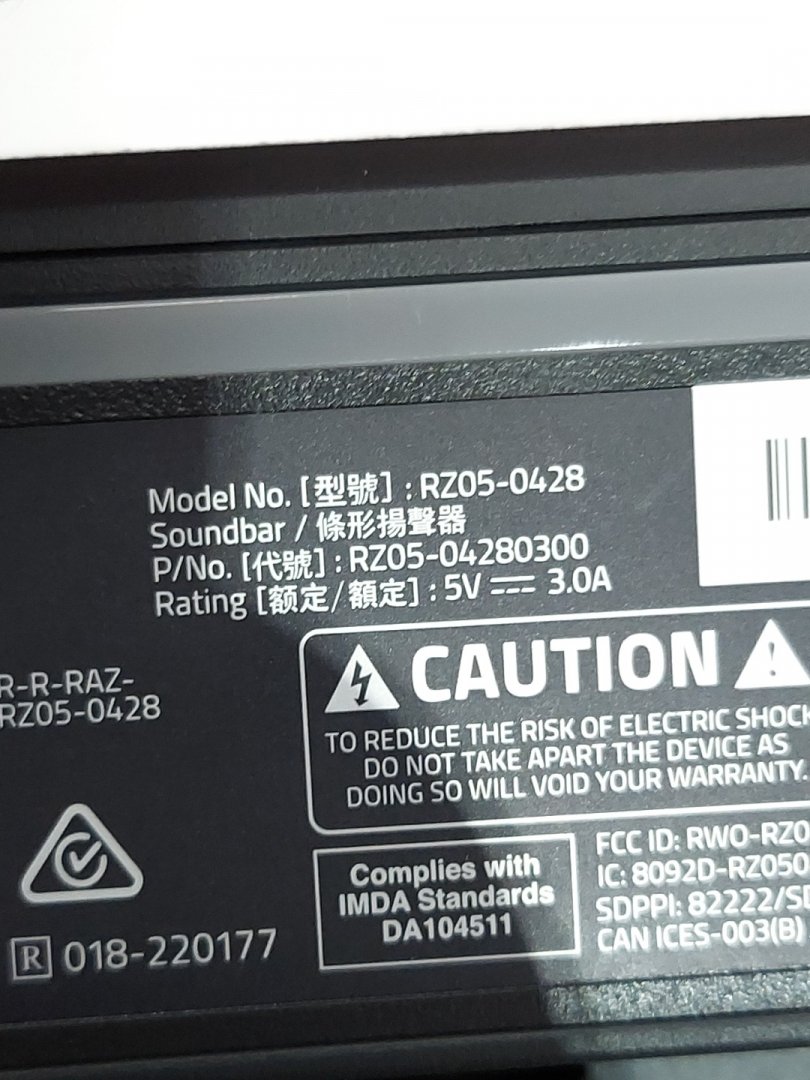 Model No. [型號] : RZ05-0428
Soundbar / 條形揚聲器
P/No. [代號] : RZ05-04280300
Rating [额定/額定] : 5V ⎓ 3.0A
R-R-RAZ-
RZ05-0428
CAUTION
TO REDUCE THE RISK OF ELECTRIC SHOCK
DO NOT TAKE APART THE DEVICE AS
DOING SO WILL VOID YOUR WARRANTY.
Complies with
IMDA Standards
DA104511
FCC ID: RWO-RZ0
IC: 8092D-RZ050
SDPPI: 82222/
CAN ICES-003(B)
R 018-220177